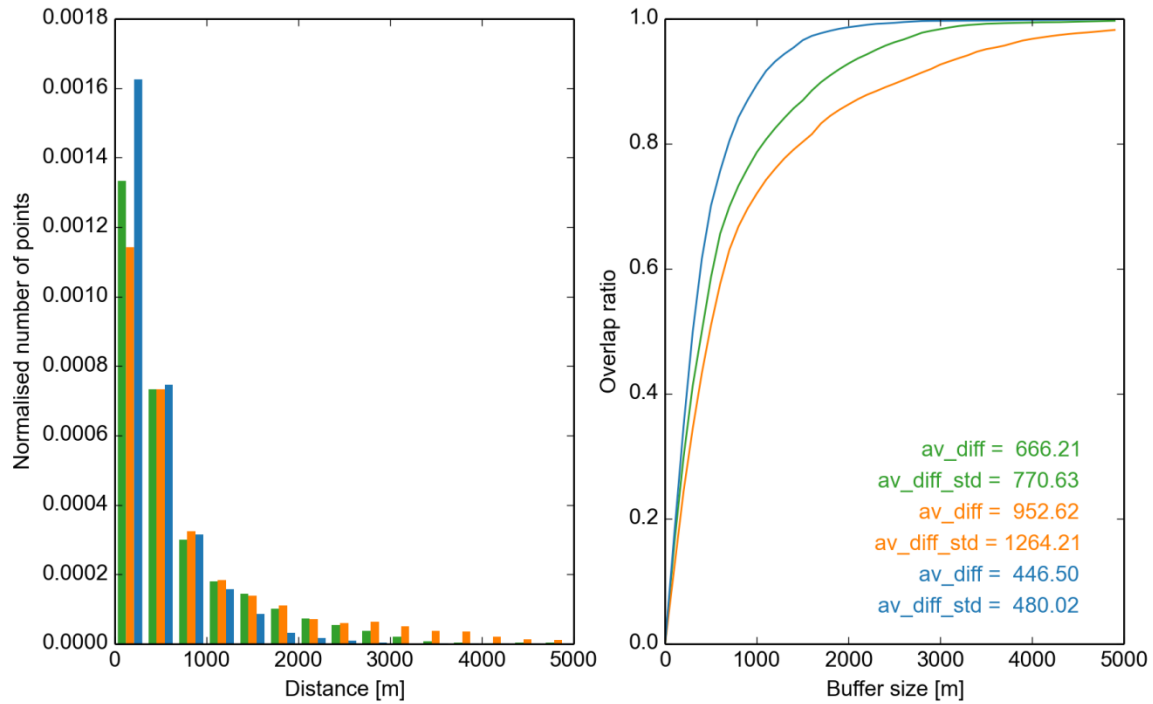 0.0018
0.0016
0.0014
0.0012
0.0010
0.0008
0.0006
0.0004
0.0002
0.0000
Normalised number of points
0 1000 2000 3000 4000 5000
Distance [m]
1.0
0.8
0.6
0.4
0.2
0.0
Overlap ratio
av_diff = 666.21
av_diff_std = 770.63
av_diff = 952.62
av_diff_std = 1264.21
av_diff = 446.50
av_diff_std = 480.02
0 1000 2000 3000 4000 5000
Buffer size [m]